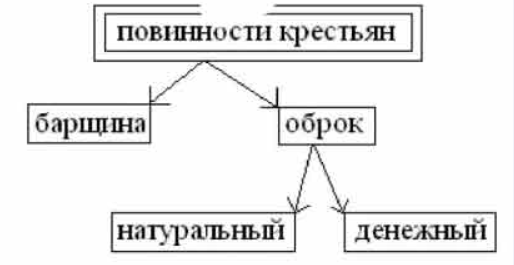 повинности крестьян
барщина
оброк
натуральный
денежный